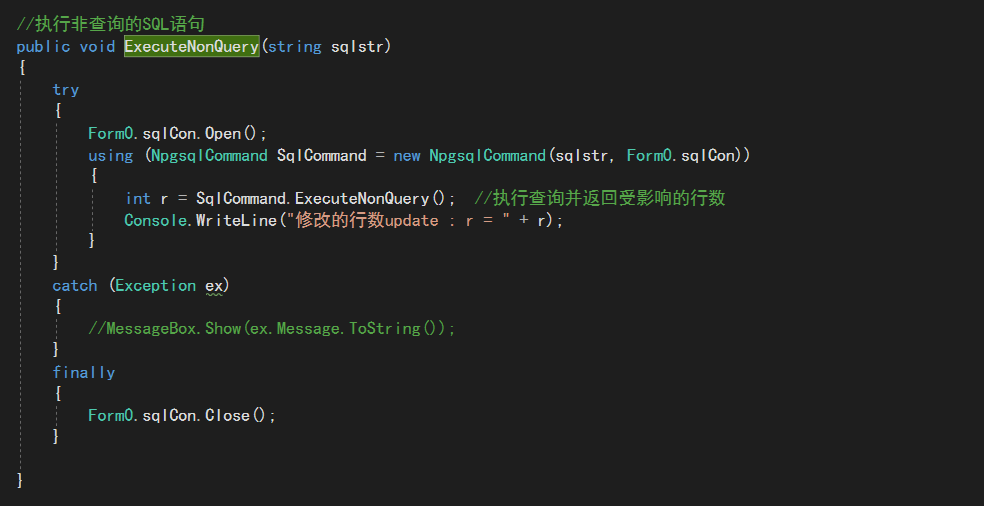 //执行非查询的SQL语句
public void ExecuteNonQuery(string sqlstr)
{
try
{
Form0.sqlCon.Open();
using (NpgsqlCommand SqlCommand = new NpgsqlCommand(sqlstr, Form0.sqlCon))
{
int r = SqlCommand.ExecuteNonQuery(); //执行查询并返回受影响的行数
Console.WriteLine("修改的行数update : r = " + r);
}
}
catch (Exception ex)
{
//MessageBox.Show(ex.Message.ToString());
}
finally
{
Form0.sqlCon.Close();
}
}